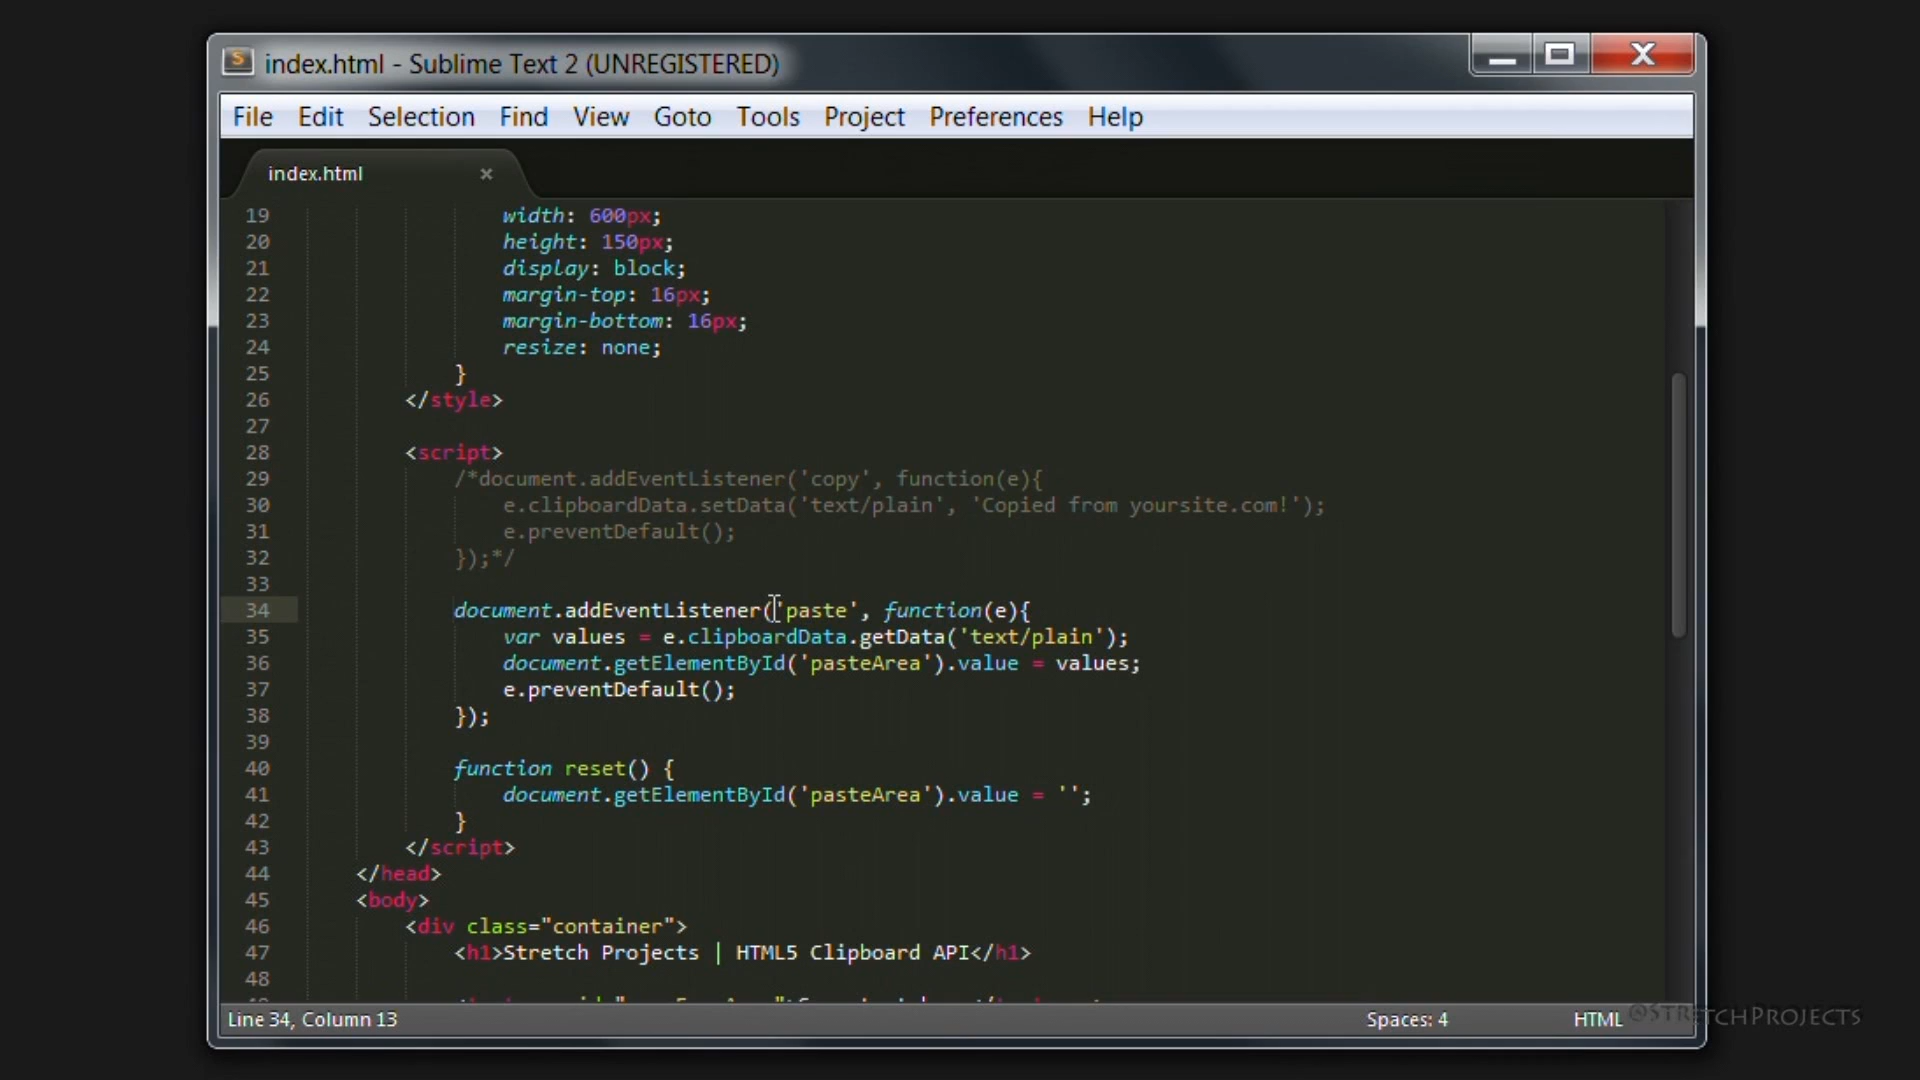 index.html - Sublime Text 2 (UNREGISTERED)
File Edit Selection Find View Goto Tools Project Preferences Help
index.html
19 width: 600px;
20 height: 150px;
21 display: block;
22 margin-top: 16px;
23 margin-bottom: 16px;
24 resize: none;
25 }
26 </style>
27
28 <script>
29 /*document.addEventListener('copy', function(e){
30 e.clipboardData.setData('text/plain', 'Copied from yoursite.com!');
31 e.preventDefault();
32 });*/
33
34 document.addEventListener('paste', function(e){
35 var values = e.clipboardData.getData('text/plain');
36 document.getElementById('pasteArea').value = values;
37 e.preventDefault();
38 });
39
40 function reset() {
41 document.getElementById('pasteArea').value = '';
42 }
43 </script>
44 </head>
45 <body>
46 <div class="container">
47 <h1>Stretch Projects | HTML5 Clipboard API</h1>
48
Line 34, Column 13 Spaces: 4 HTML
@STRETCHPROJECTS